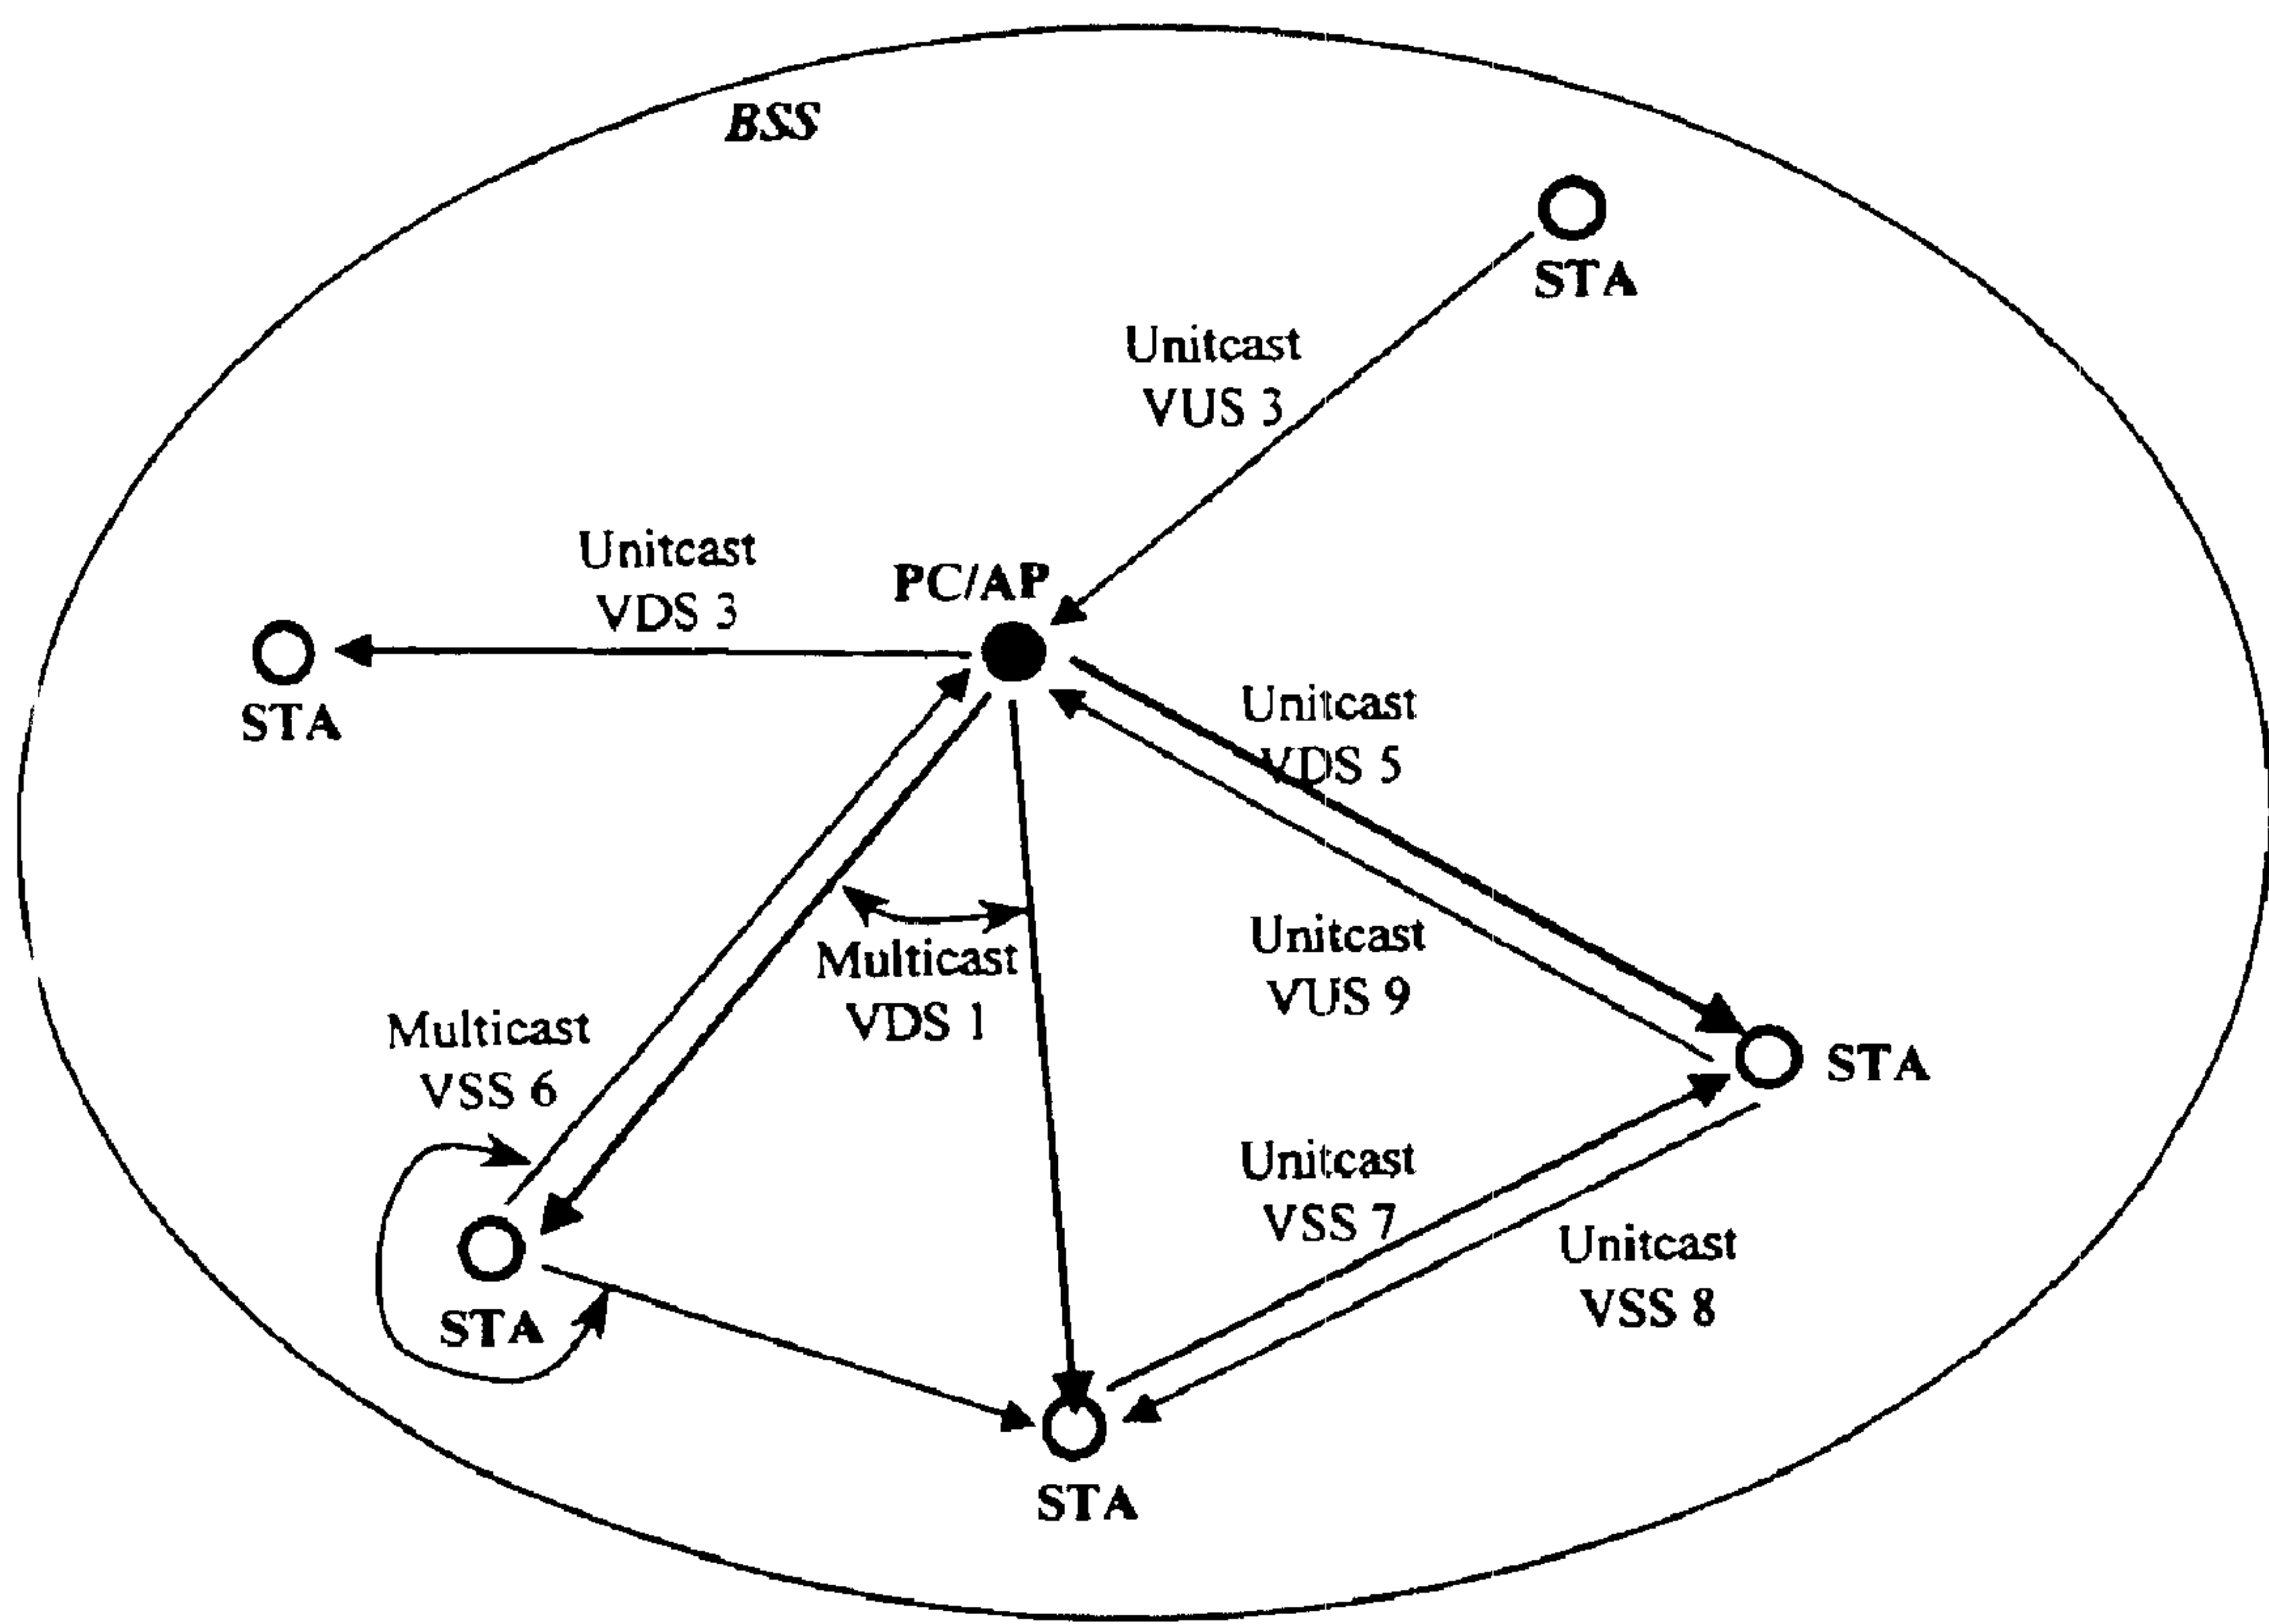 BSS
STA
Unitcast
VUS 3
Unitcast
VDS 3
PC/AP
STA
Unitcast
VDS 5
Unitcast
VUS 9
Multicast
VDS 1
Multicast
VSS 6
STA
Unitcast
VSS 7
Unitcast
VSS 8
STA
STA